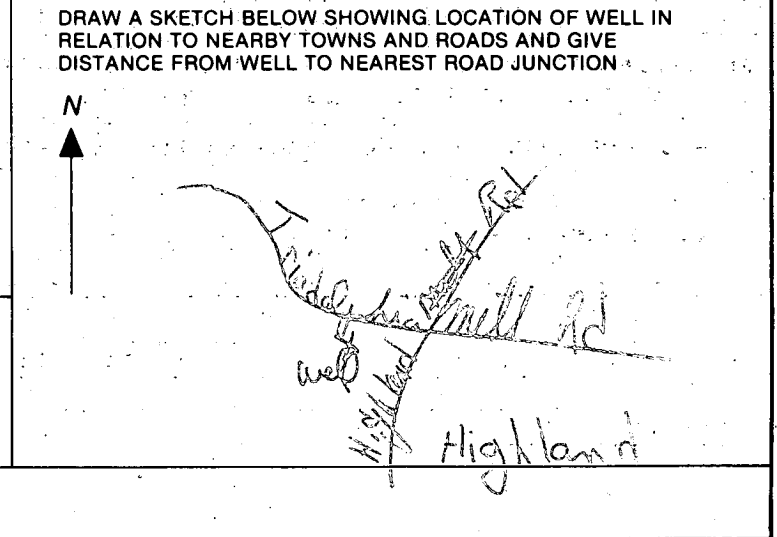 DRAW A SKETCH BELOW SHOWING LOCATION OF WELL IN
RELATION TO NEARBY TOWNS AND ROADS AND GIVE
DISTANCE FROM WELL TO NEAREST ROAD JUNCTION
N
Rd
Mill Rd
well
Highland
Highland